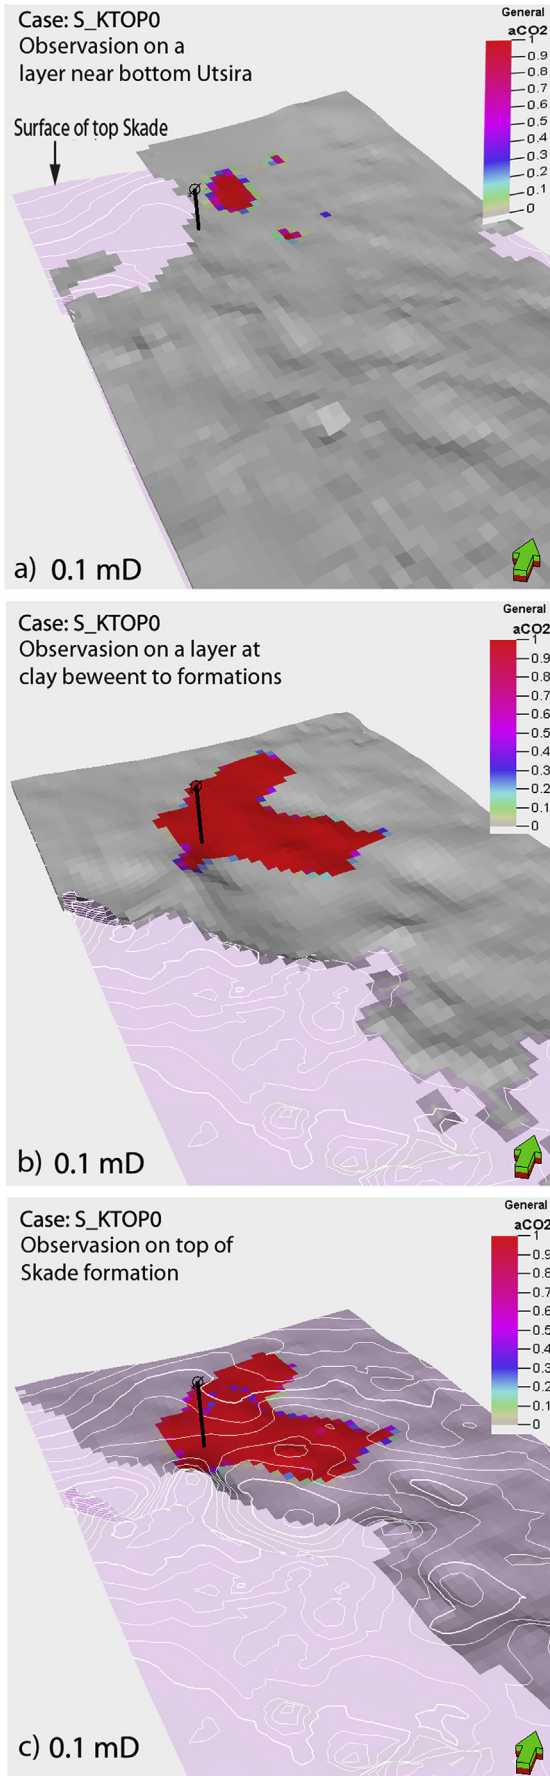 Case: S_KTOP0
Observasion on a
layer near bottom Utsira
Surface of top Skade
General
aCO2
1
0.9
0.8
0.7
0.6
0.5
0.4
0.3
0.2
0.1
0
a) 0.1 mD
Case: S_KTOP0
Observasion on a layer at
clay beweent to formations
General
aCO2
1
0.9
0.8
0.7
0.6
0.5
0.4
0.3
0.2
0.1
0
b) 0.1 mD
Case: S_KTOP0
Observasion on top of
Skade formation
General
aCO2
1
0.9
0.8
0.7
0.6
0.5
0.4
0.3
0.2
0.1
0
c) 0.1 mD